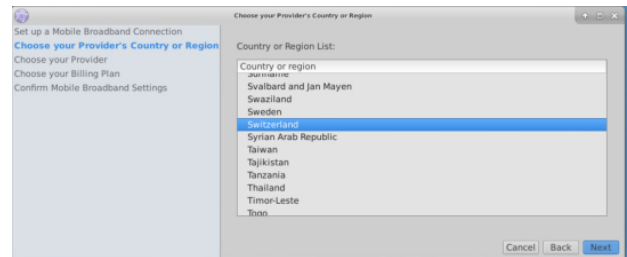 Choose your Provider's Country or Region
Set up a Mobile Broadband Connection
Choose your Provider's Country or Region
Choose your Provider
Choose your Billing Plan
Confirm Mobile Broadband Settings
Country or Region List:
Country or region
Suriname
Svalbard and Jan Mayen
Swaziland
Sweden
Switzerland
Syrian Arab Republic
Taiwan
Tajikistan
Tanzania
Thailand
Timor-Leste
Togo
Cancel Back Next